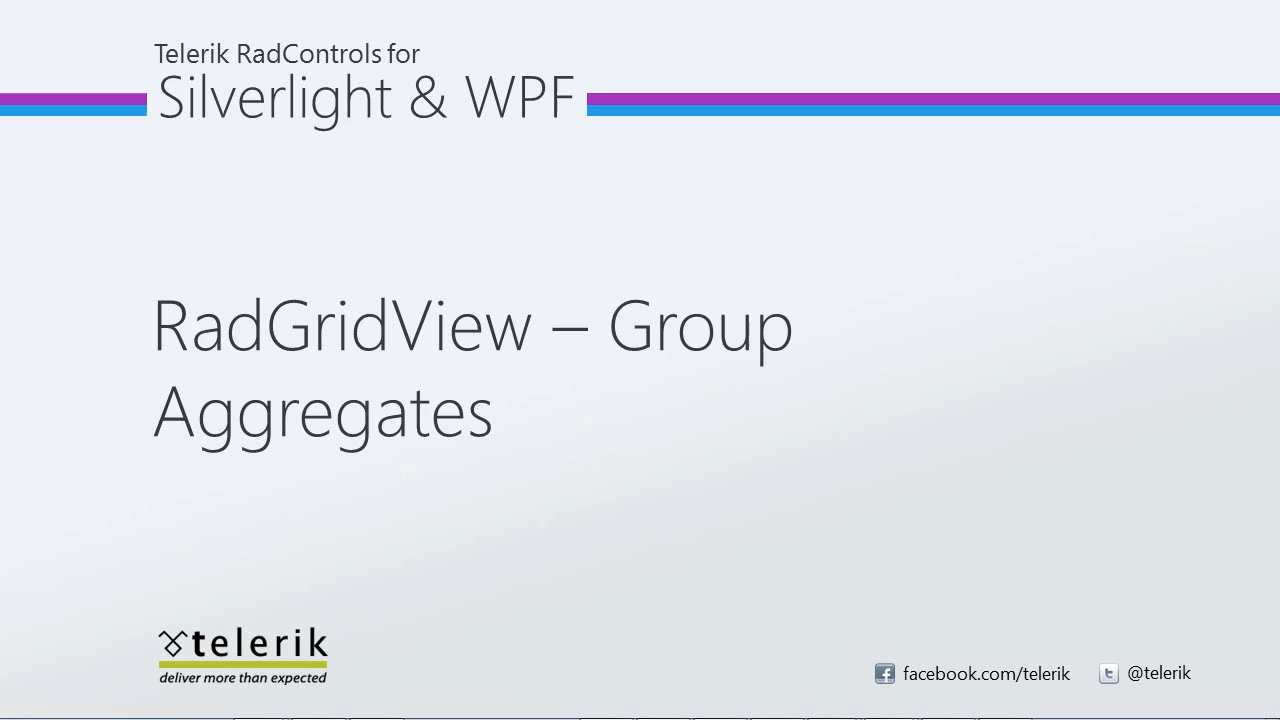 Telerik RadControls for
Silverlight & WPF
RadGridView – Group
Aggregates
telerik
deliver more than expected
facebook.com/telerik
@telerik